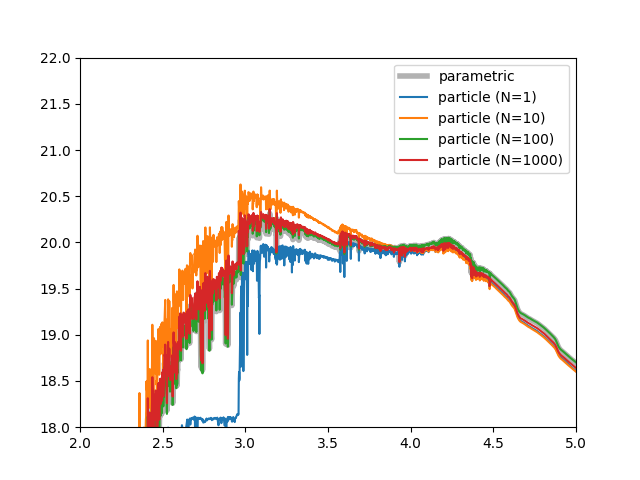 22.0
21.5
21.0
20.5
20.0
19.5
19.0
18.5
18.0
2.0 2.5 3.0 3.5 4.0 4.5 5.0
parametric
particle (N=1)
particle (N=10)
particle (N=100)
particle (N=1000)